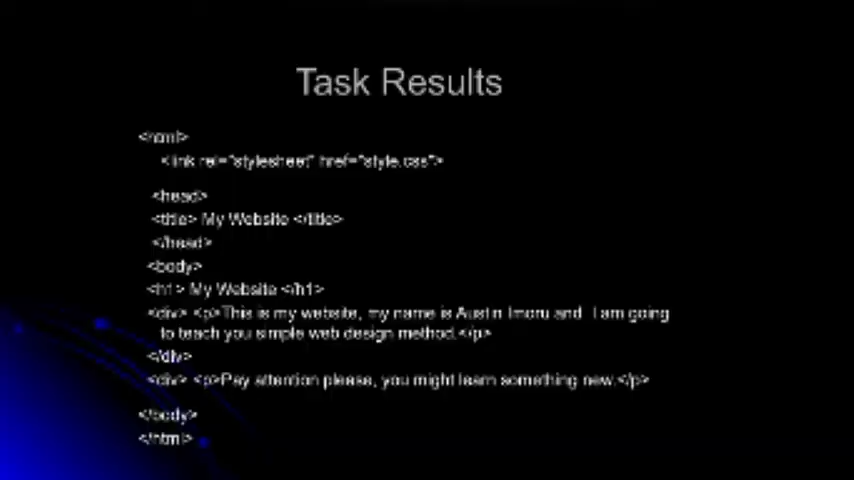 Task Results
<html>
<link rel="stylesheet" href="style.css">
<head>
<title> My Website </title>
</head>
<body>
<h1> My Website </h1>
<div> <p>This is my website, my name is Austin Imoru and I am going
to teach you simple web design method.</p>
</div>
<div> <p>Pay attention please, you might learn something new.</p>
</body>
</html>